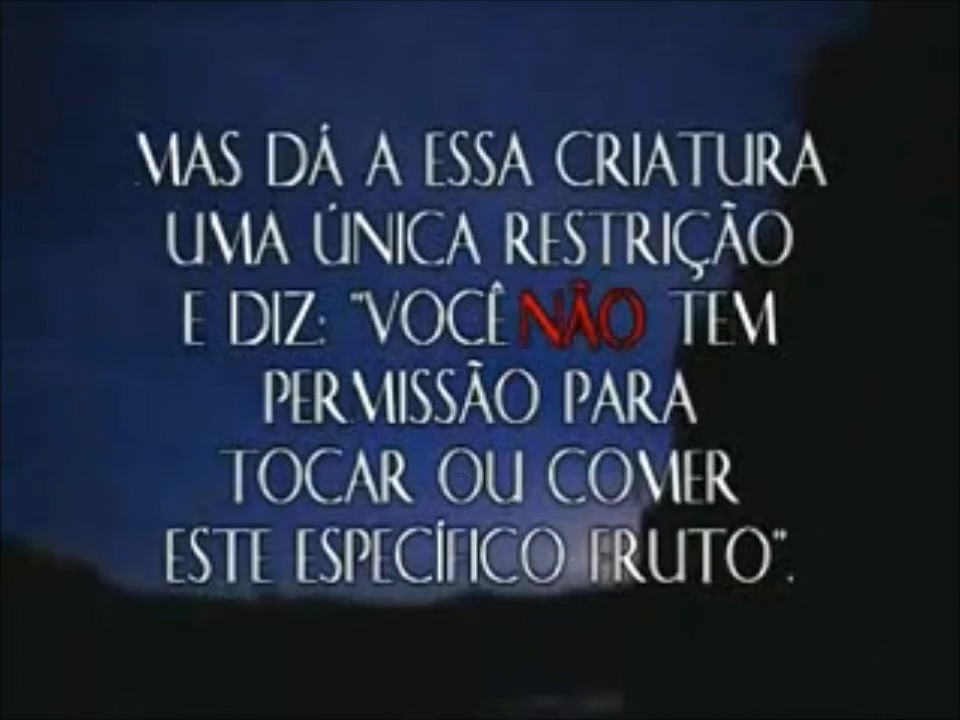 MAS DÁ A ESSA CRIATURA
UMA ÚNICA RESTRIÇÃO
E DIZ: "VOCÊ NÃO TEM
PERMISSÃO PARA
TOCAR OU COMER
ESTE ESPECÍFICO FRUTO".